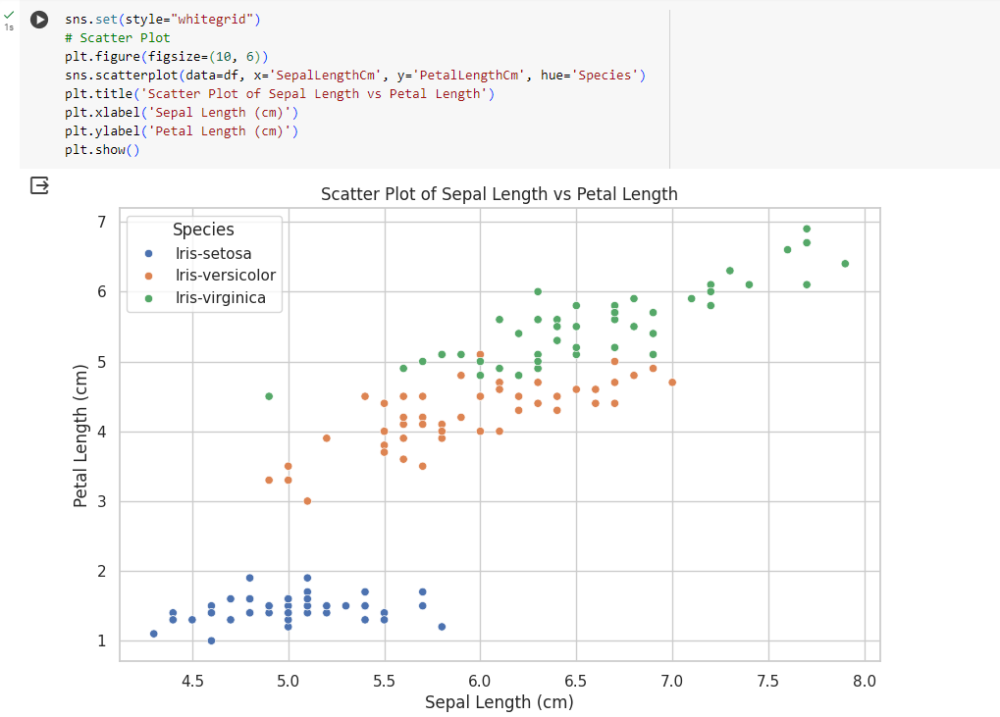 sns.set(style="whitegrid")
1s
# Scatter Plot
plt.figure(figsize=(10, 6))
sns.scatterplot(data=df, x='SepalLengthCm', y='PetalLengthCm', hue='Species')
plt.title('Scatter Plot of Sepal Length vs Petal Length')
plt.xlabel('Sepal Length (cm)')
plt.ylabel('Petal Length (cm)')
plt.show()
Scatter Plot of Sepal Length vs Petal Length
Species
Iris-setosa
Iris-versicolor
Iris-virginica
Petal Length (cm)
7
6
5
4
3
2
1
4.5 5.0 5.5 6.0 6.5 7.0 7.5 8.0
Sepal Length (cm)